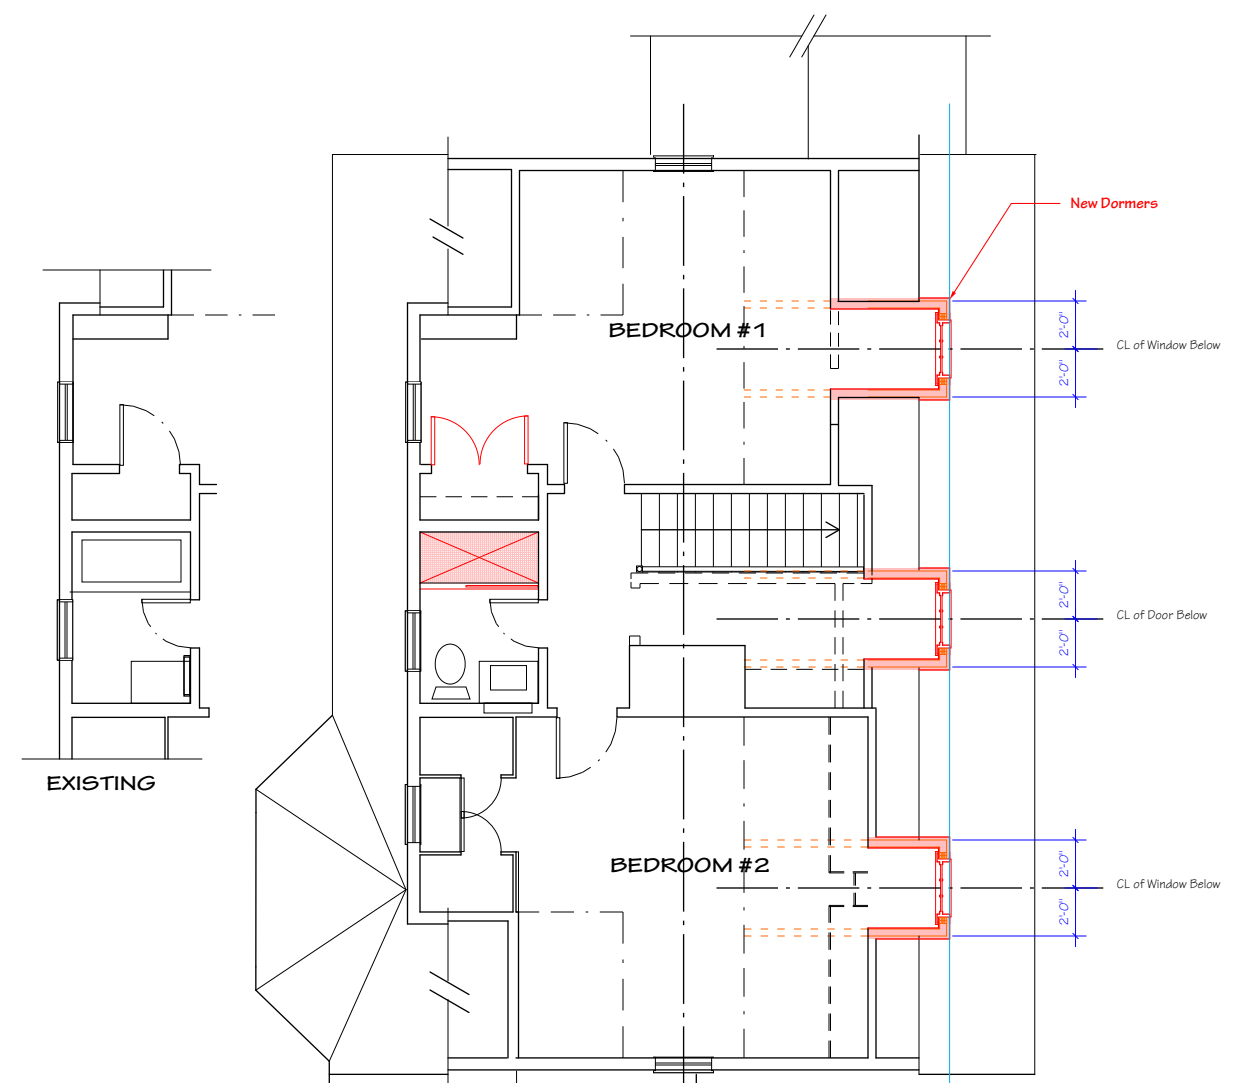 New Dormers
BEDROOM #1
2'-0"
CL of Window Below
2'-0"
2'-0"
CL of Door Below
2'-0"
EXISTING
BEDROOM #2
2'-0"
CL of Window Below
2'-0"